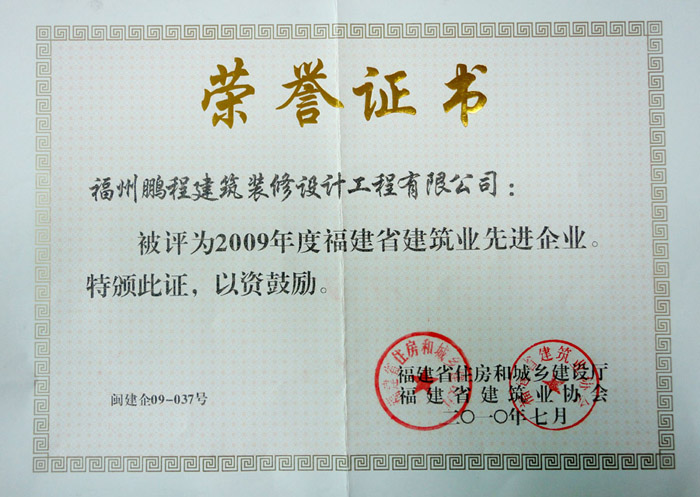 荣誉证书
福州鹏程建筑装修设计工程有限公司：
被评为2009年度福建省建筑业先进企业。
特颁此证，以资鼓励。
福建省住房和城乡建设厅
福建省建筑业协会
二〇一〇年七月
闽建企09-037号